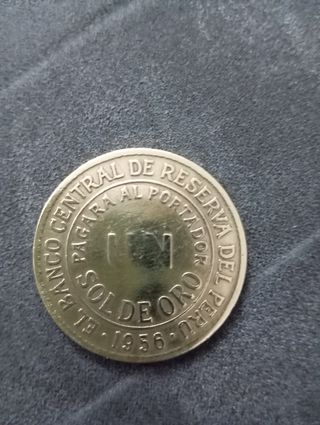 EL BANCO CENTRAL DE RESERVA DEL PERU
PAGARA AL PORTADOR
UN
SOL DE ORO
· 1956 ·